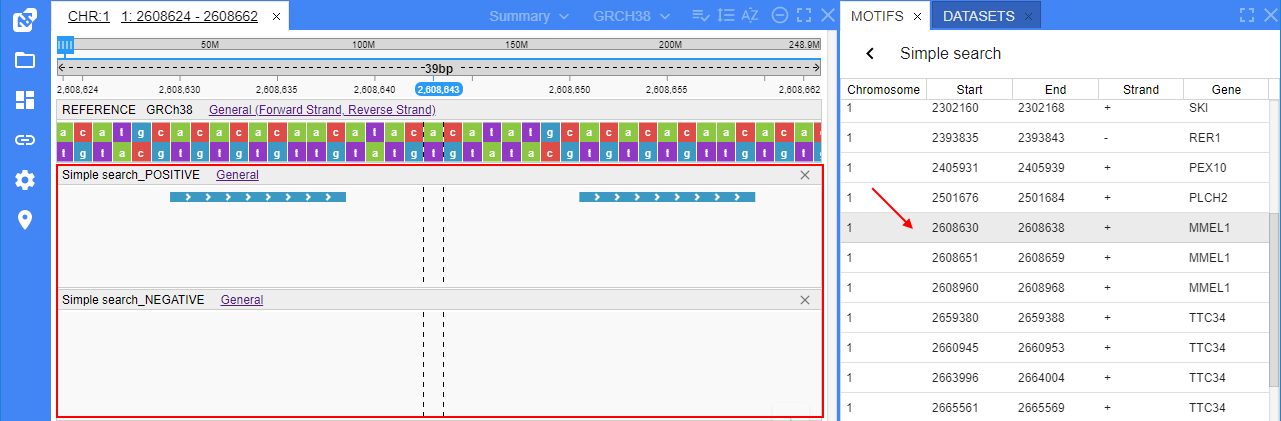 CHR:1 1: 2608624 - 2608662
Summary GRCH38
50M 100M 150M 200M 248.9M
39bp
2,608,624 2,608,630 2,608,635 2,608,640 2,608,643 2,608,650 2,608,655 2,608,662
REFERENCE GRCh38 General (Forward Strand, Reverse Strand)
a c a t g c a c a c a c a a c a t a c a c a t a t g c a c a c a c a a c a c a
t g t a c g t g t g t g t t g t a t g t g t a t a c g t g t g t g t t g t g t
Simple search_POSITIVE General
Simple search_NEGATIVE General
MOTIFS DATASETS
Simple search
Chromosome Start End Strand Gene
1 2302160 2302168 + SKI
1 2393835 2393843 - RER1
1 2405931 2405939 + PEX10
1 2501676 2501684 + PLCH2
1 2608630 2608638 + MMEL1
1 2608651 2608659 + MMEL1
1 2608960 2608968 + MMEL1
1 2659380 2659388 + TTC34
1 2660945 2660953 + TTC34
1 2663996 2664004 + TTC34
1 2665561 2665569 + TTC34